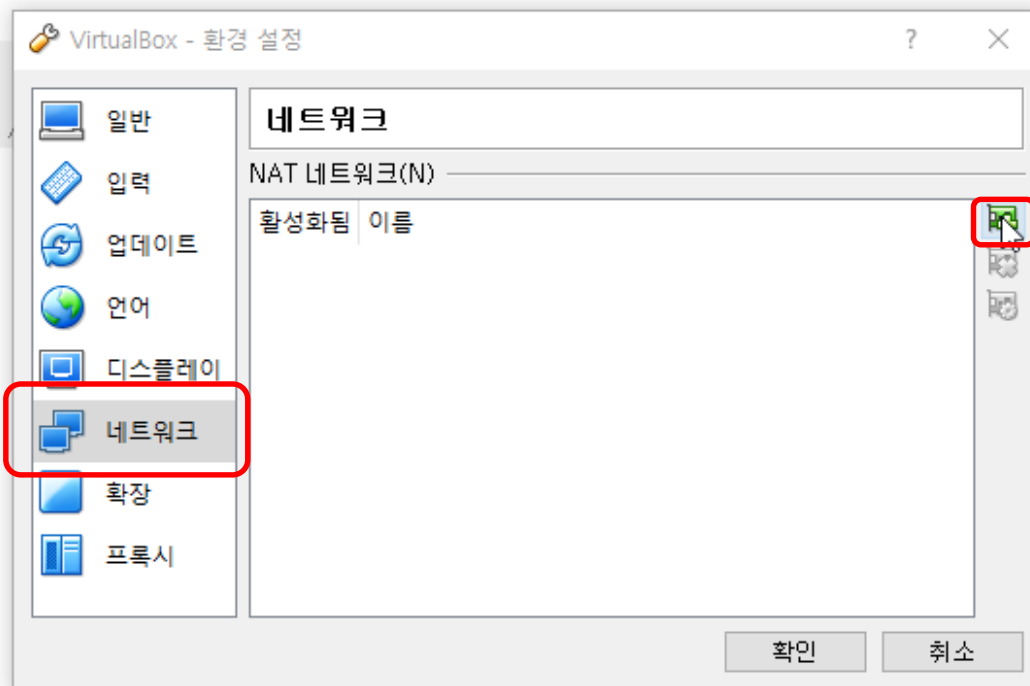 VirtualBox - 환경 설정
?
일반
입력
업데이트
언어
디스플레이
네트워크
확장
프록시
네트워크
NAT 네트워크(N)
활성화됨 이름
확인 취소